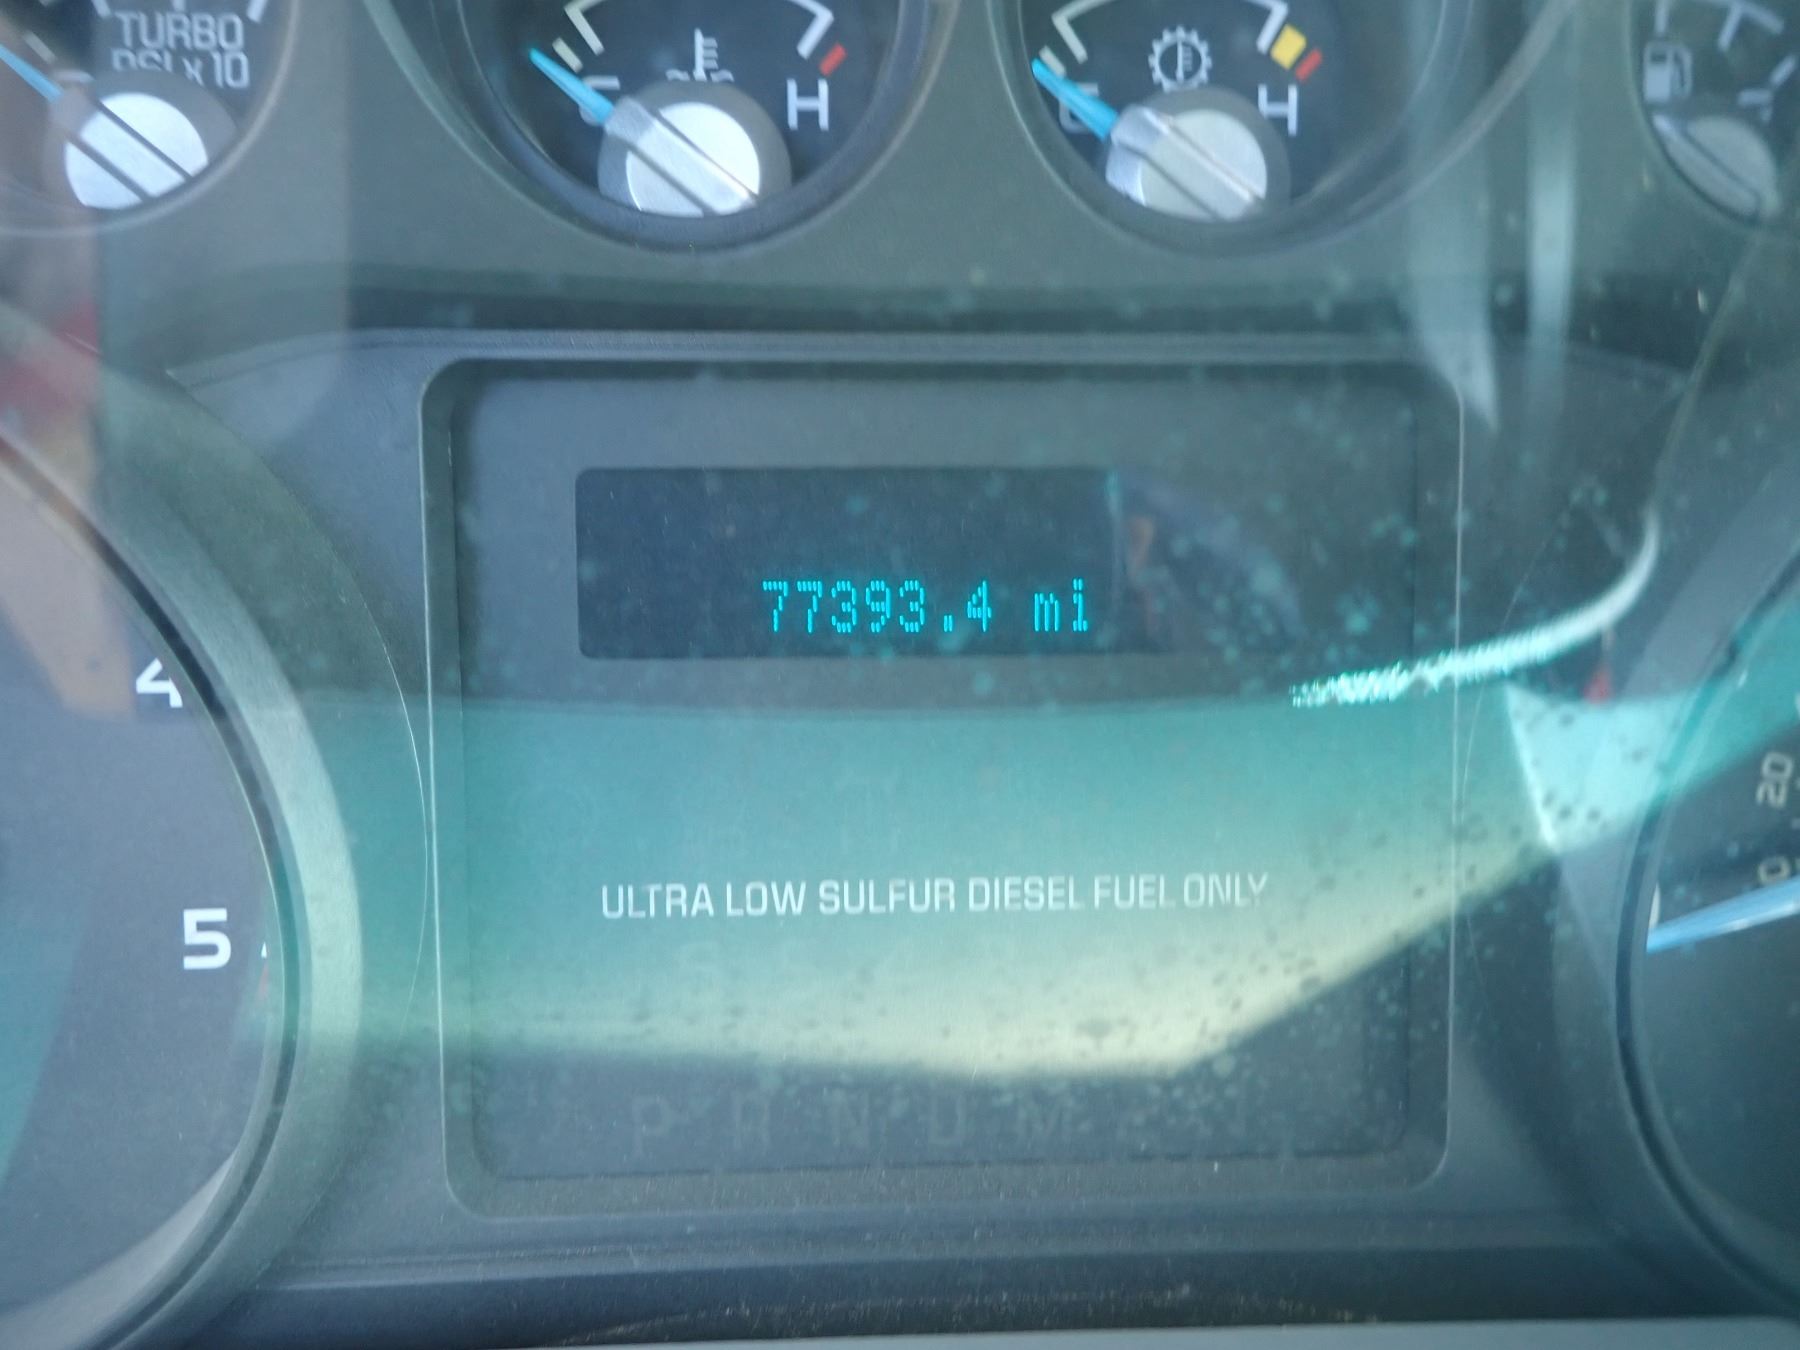 TURBO
PSI x 10
C H
C H
77393.4 mi
4
ULTRA LOW SULFUR DIESEL FUEL ONLY
5
20
P R N D M